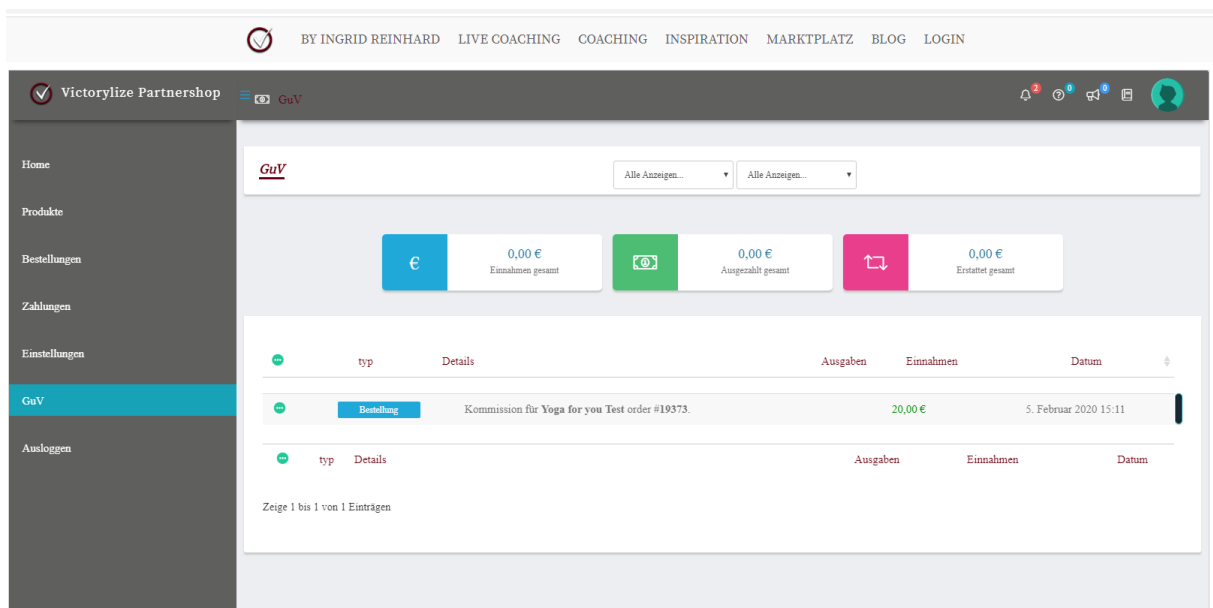 BY INGRID REINHARD LIVE COACHING COACHING INSPIRATION MARKTPLATZ BLOG LOGIN
Victorylize Partnershop GuV 2 0 0
Home
GuV Alle Anzeigen... Alle Anzeigen...
Produkte
Bestellungen
€ 0,00 € 0,00 € 0,00 €
Einnahmen gesamt Ausgezahlt gesamt Erstattet gesamt
Zahlungen
Einstellungen
typ Details Ausgaben Einnahmen Datum
GuV
Bestellung Kommission für Yoga for you Test order #19373. 20,00 € 5. Februar 2020 15:11
Ausloggen
typ Details Ausgaben Einnahmen Datum
Zeige 1 bis 1 von 1 Einträgen